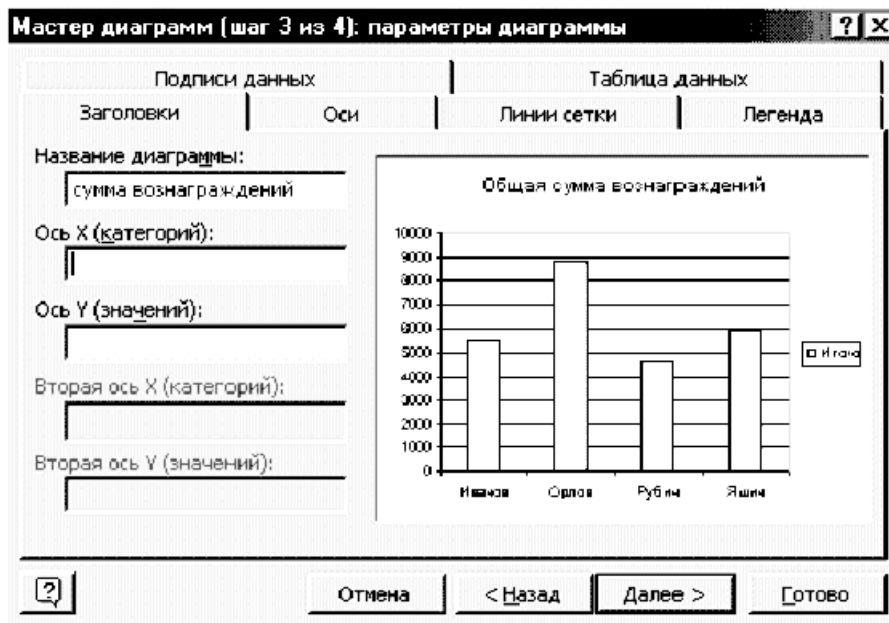 Мастер диаграмм (шаг 3 из 4): параметры диаграммы
Подписи данных
Таблица данных
Заголовки
Оси
Линии сетки
Легенда
Название диаграммы:
сумма вознаграждений
Ось X (категорий):
Ось Y (значений):
Вторая ось X (категорий):
Вторая ось Y (значений):
Общая сумма вознаграждений
10000
9000
8000
7000
6000
5000
4000
3000
2000
1000
0
Иванов
Орлов
Рубин
Яшин
Итого
?
Отмена
< Назад
Далее >
Готово